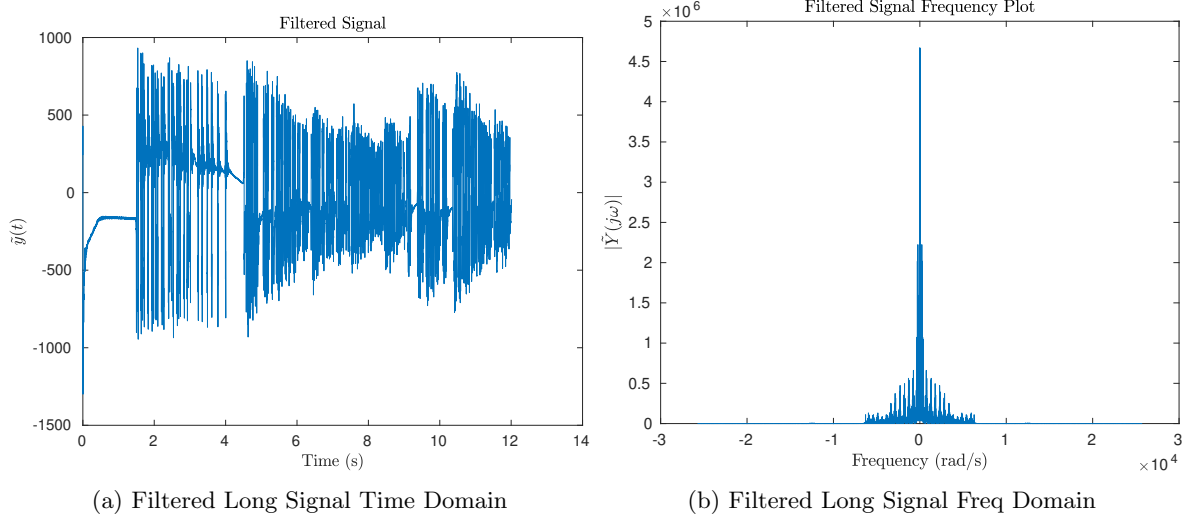 Filtered Signal
1000
500
0
-500
-1000
-1500
0 2 4 6 8 10 12 14
Time (s)
ỹ(t)
(a) Filtered Long Signal Time Domain
Filtered Signal Frequency Plot
×10⁶
5
4.5
4
3.5
3
2.5
2
1.5
1
0.5
0
-3 -2 -1 0 1 2 3
×10⁴
Frequency (rad/s)
|Ỹ(jω)|
(b) Filtered Long Signal Freq Domain